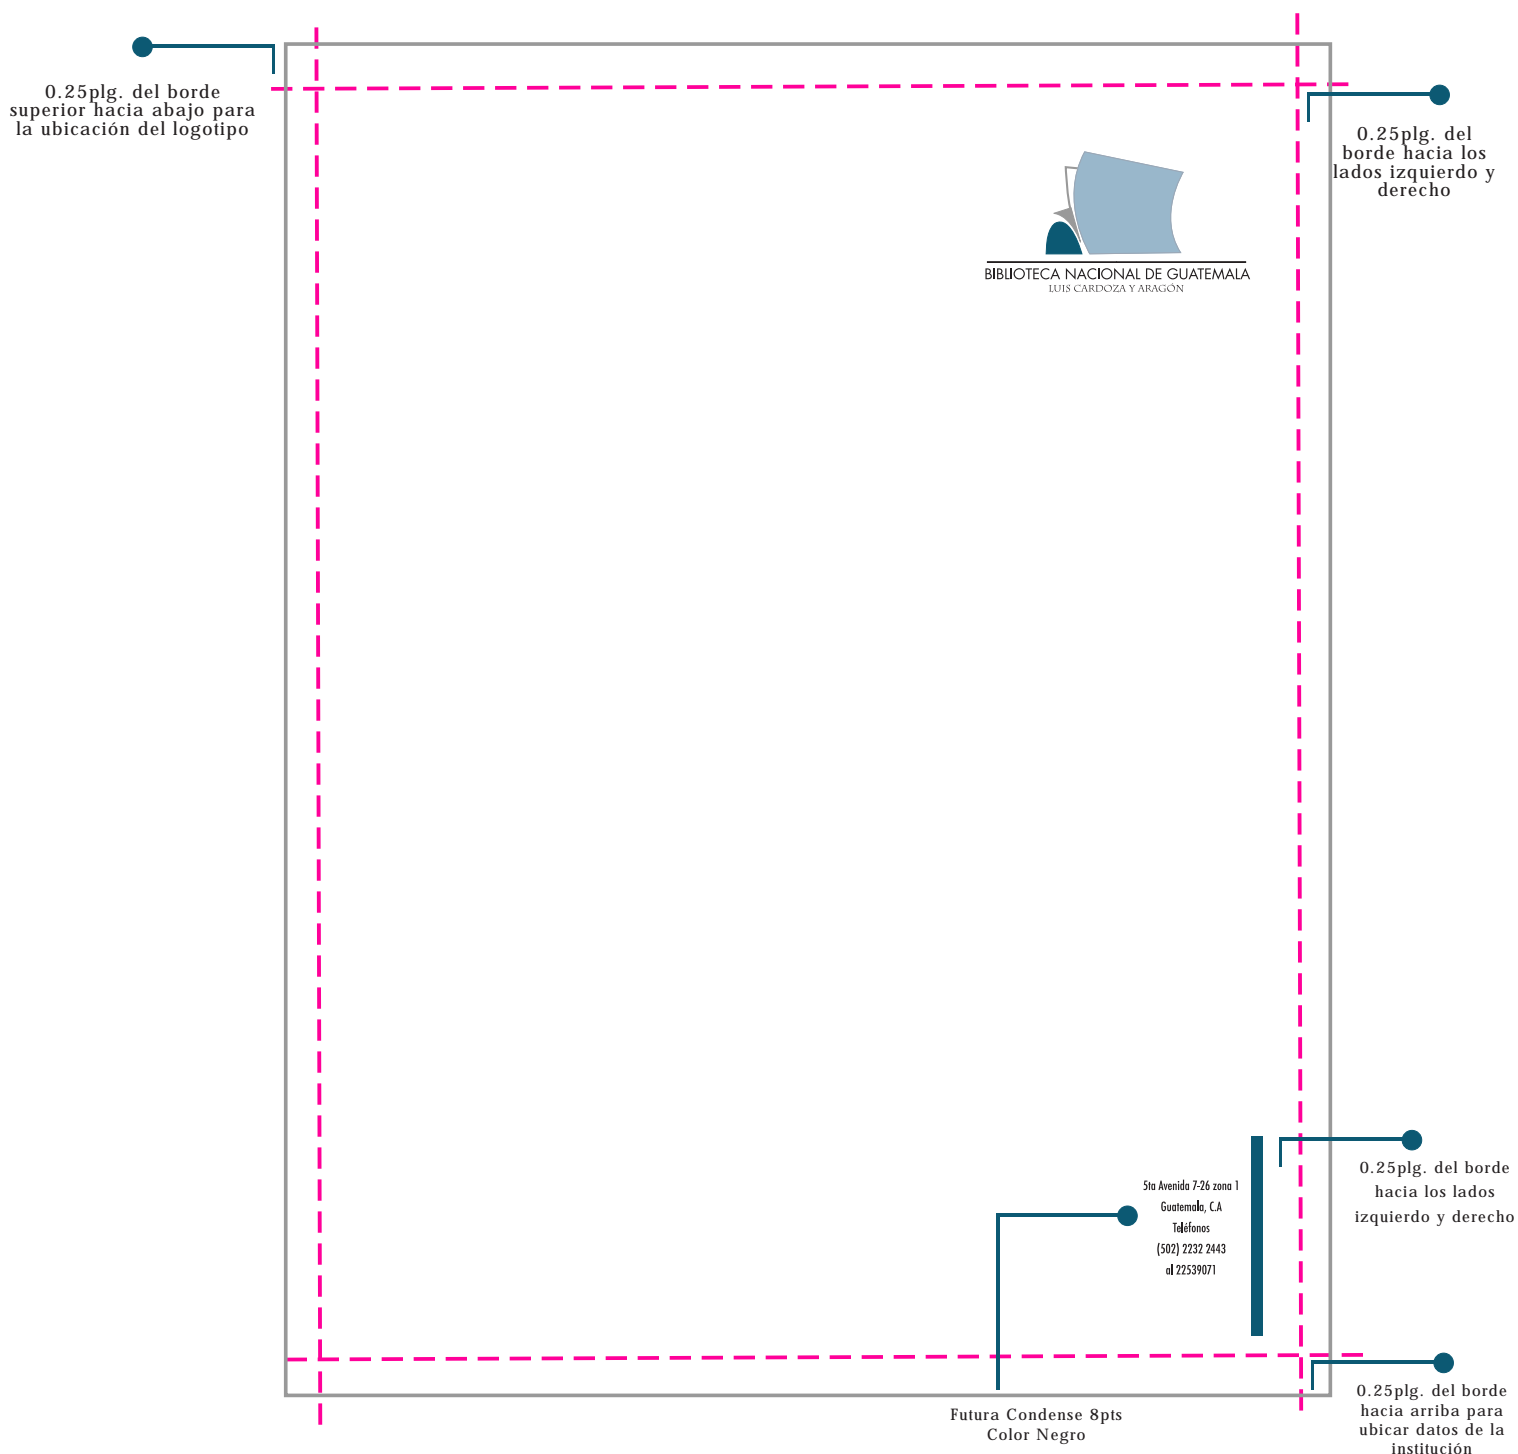 0.25plg. del borde
superior hacia abajo para
la ubicación del logotipo
0.25plg. del
borde hacia los
lados izquierdo y
derecho
BIBLIOTECA NACIONAL DE GUATEMALA
LUIS CARDOZA Y ARAGÓN
5ta Avenida 7-26 zona 1
Guatemala, C.A
Teléfonos
(502) 2232 2443
al 22539071
0.25plg. del borde
hacia los lados
izquierdo y derecho
Futura Condense 8pts
Color Negro
0.25plg. del borde
hacia arriba para
ubicar datos de la
institución